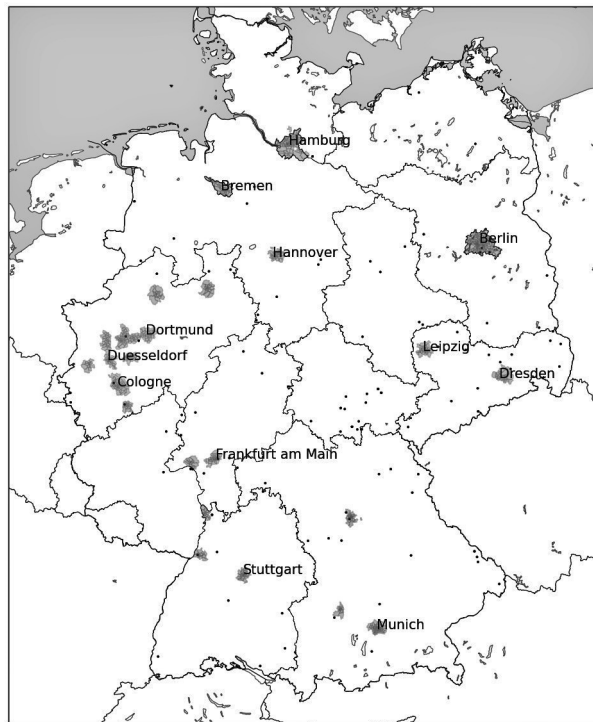 Hamburg
Bremen
Berlin
Hannover
Dortmund
Duesseldorf
Leipzig
Cologne
Dresden
Frankfurt am Main
Stuttgart
Munich